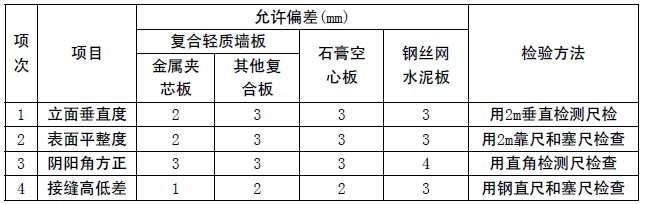 允许偏差(mm)
项次 项目 复合轻质墙板 石膏空心板 钢丝网水泥板 检验方法
金属夹芯板 其他复合板
1 立面垂直度 2 3 3 3 用2m垂直检测尺检
2 表面平整度 2 3 3 3 用2m靠尺和塞尺检查
3 阴阳角方正 3 3 3 4 用直角检测尺检查
4 接缝高低差 1 2 2 3 用钢直尺和塞尺检查